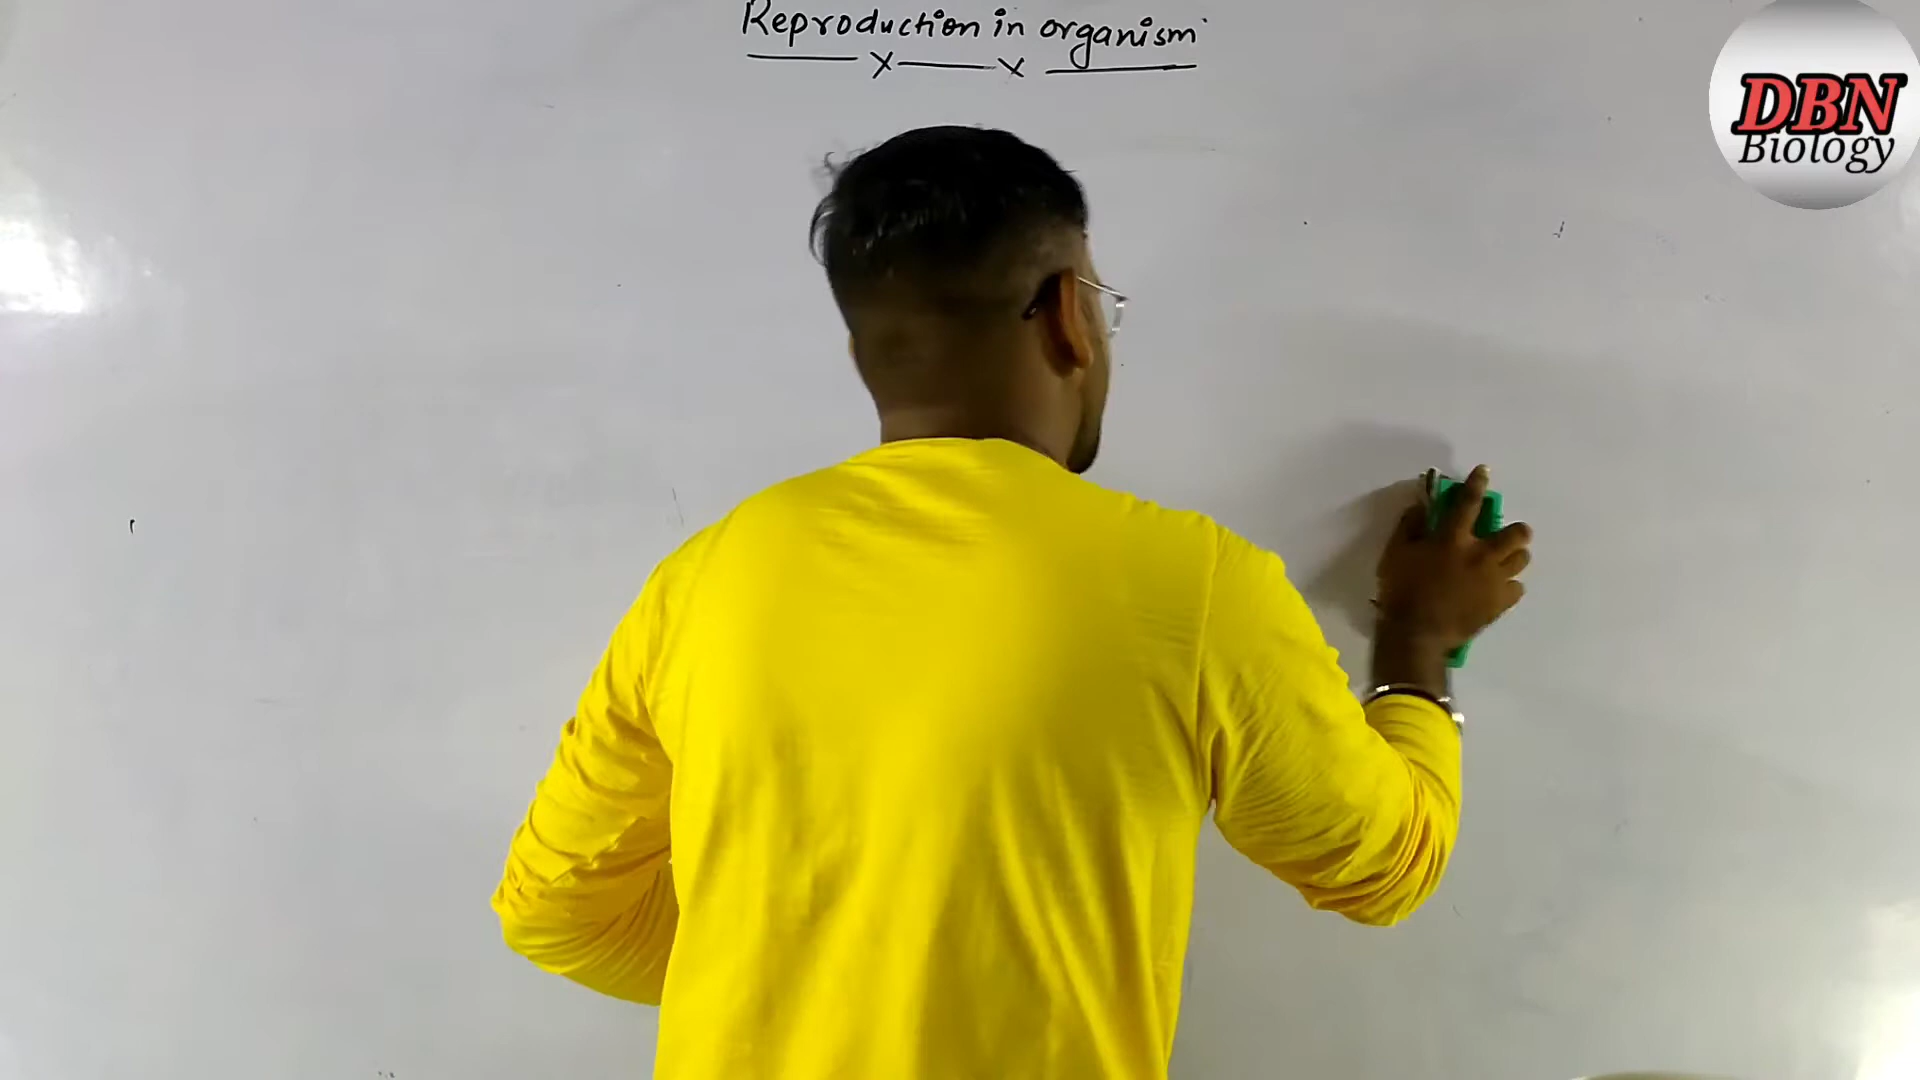 Reproduction in organism
x x
DBN
Biology